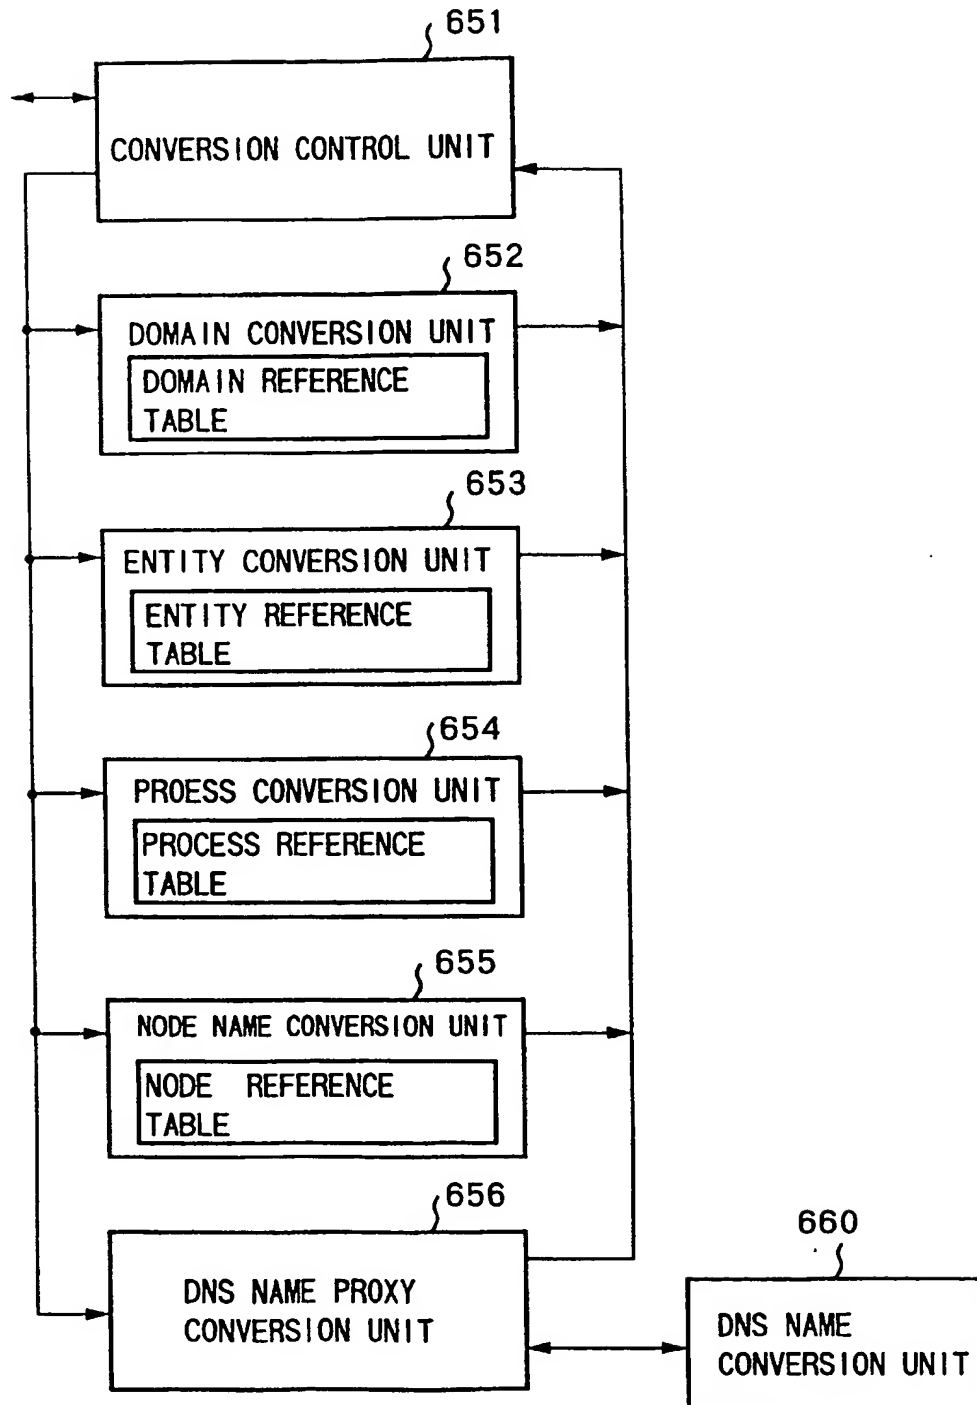 651
CONVERSION CONTROL UNIT
652
DOMAIN CONVERSION UNIT
DOMAIN REFERENCE
TABLE
653
ENTITY CONVERSION UNIT
ENTITY REFERENCE
TABLE
654
PROESS CONVERSION UNIT
PROCESS REFERENCE
TABLE
655
NODE NAME CONVERSION UNIT
NODE REFERENCE
TABLE
656
DNS NAME PROXY
CONVERSION UNIT
660
DNS NAME
CONVERSION UNIT